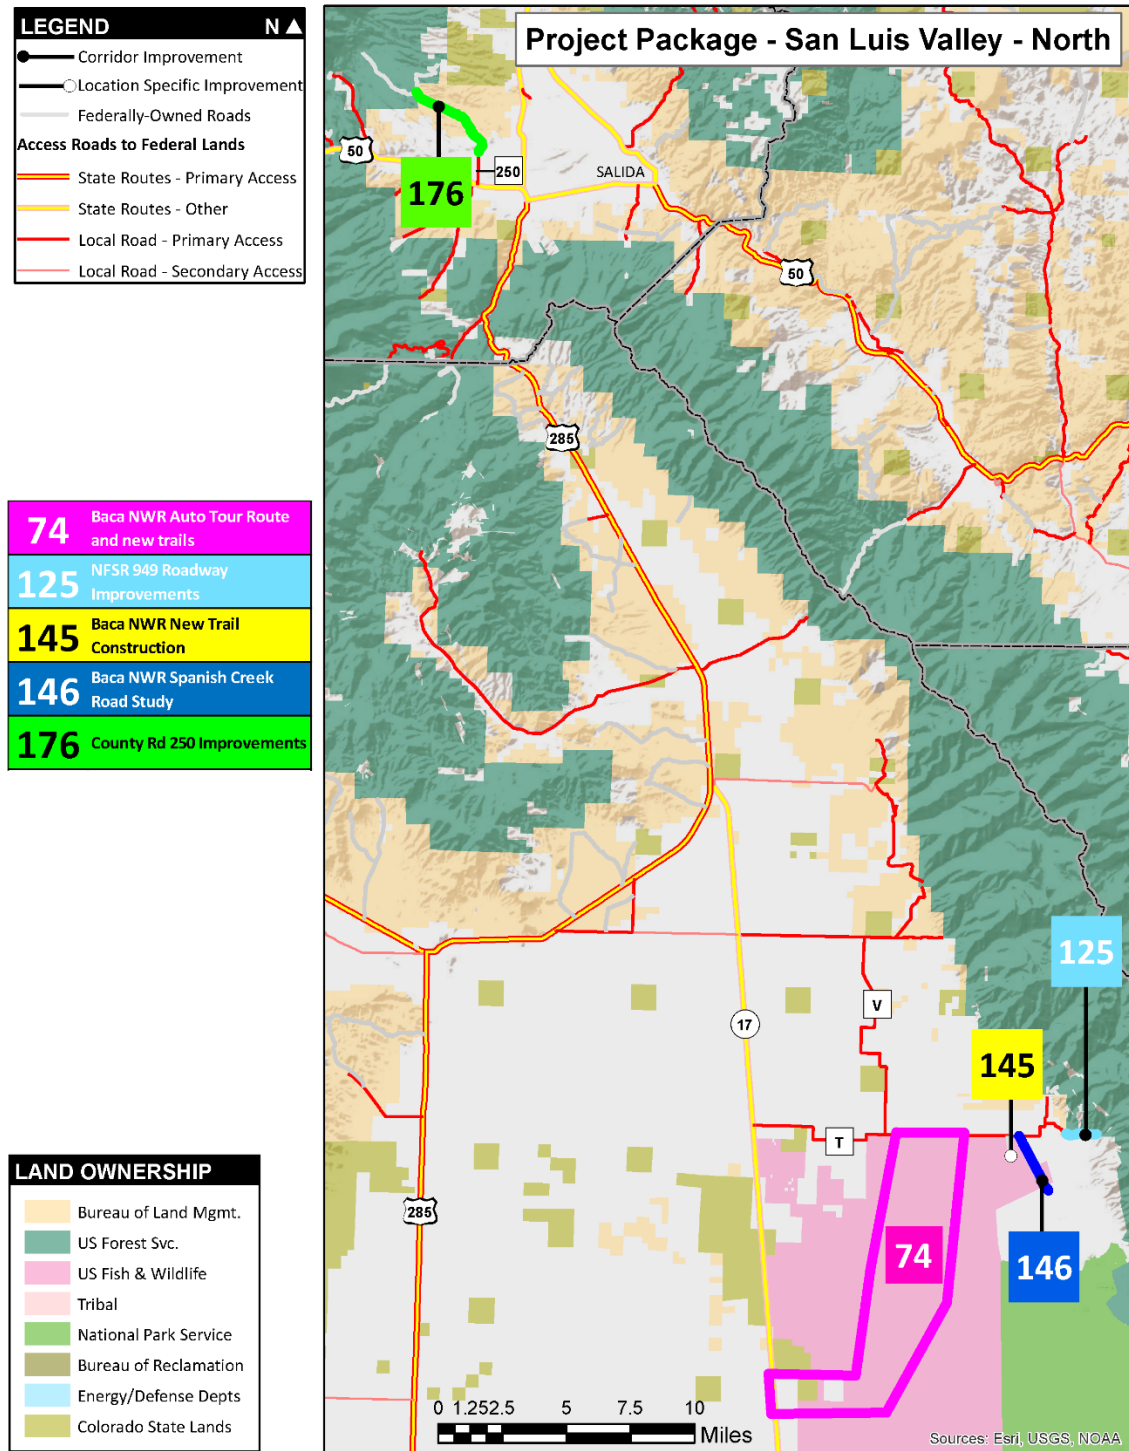 LEGEND N
Corridor Improvement
Location Specific Improvement
Federally-Owned Roads
Access Roads to Federal Lands
State Routes - Primary Access
State Routes - Other
Local Road - Primary Access
Local Road - Secondary Access
74 Baca NWR Auto Tour Route
and new trails
125 NFSR 949 Roadway
Improvements
145 Baca NWR New Trail
Construction
146 Baca NWR Spanish Creek
Road Study
176 County Rd 250 Improvements
LAND OWNERSHIP
Bureau of Land Mgmt.
US Forest Svc.
US Fish & Wildlife
Tribal
National Park Service
Bureau of Reclamation
Energy/Defense Depts
Colorado State Lands
Project Package - San Luis Valley - North
50
250
SALIDA
176
50
285
125
V
17
145
T
285
74
146
0 1.252.5 5 7.5 10
Miles
Sources: Esri, USGS, NOAA